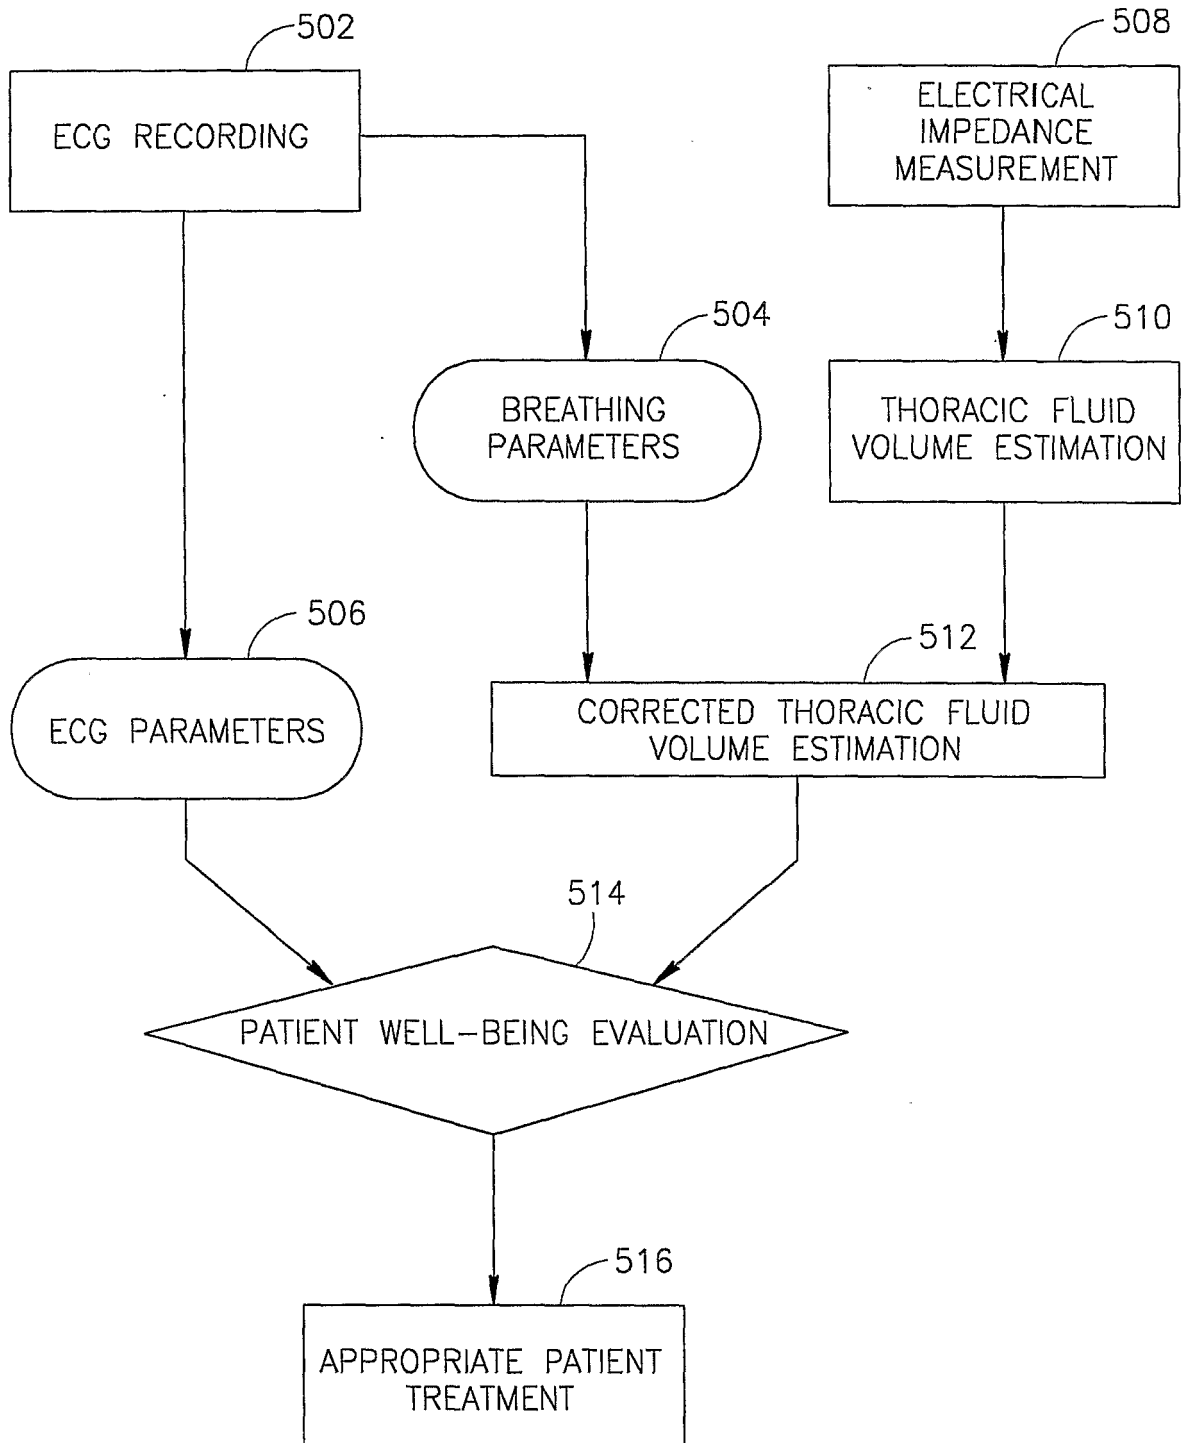 502
ECG RECORDING
508
ELECTRICAL
IMPEDANCE
MEASUREMENT
504
BREATHING
PARAMETERS
510
THORACIC FLUID
VOLUME ESTIMATION
506
ECG PARAMETERS
512
CORRECTED THORACIC FLUID
VOLUME ESTIMATION
514
PATIENT WELL-BEING EVALUATION
516
APPROPRIATE PATIENT
TREATMENT